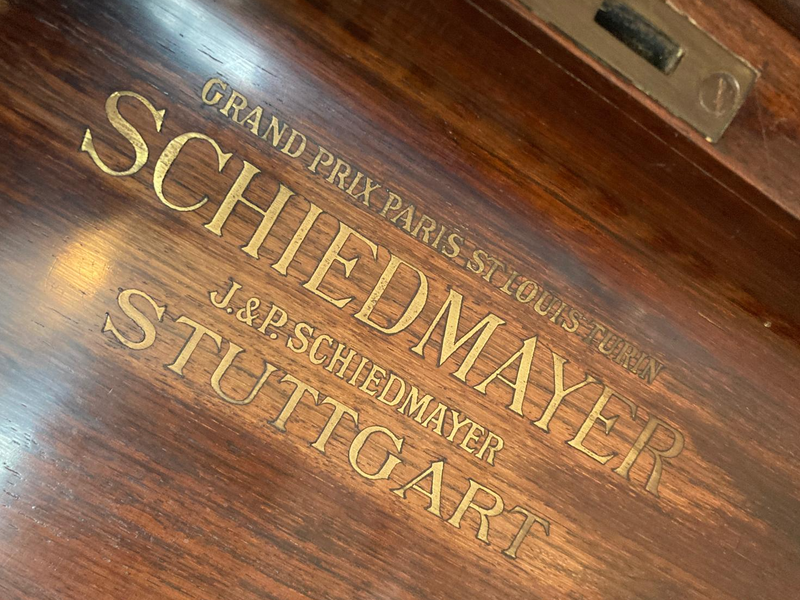 GRAND PRIX PARIS ST LOUIS TURIN
SCHIEDMAYER
J. & P. SCHIEDMAYER
STUTTGART